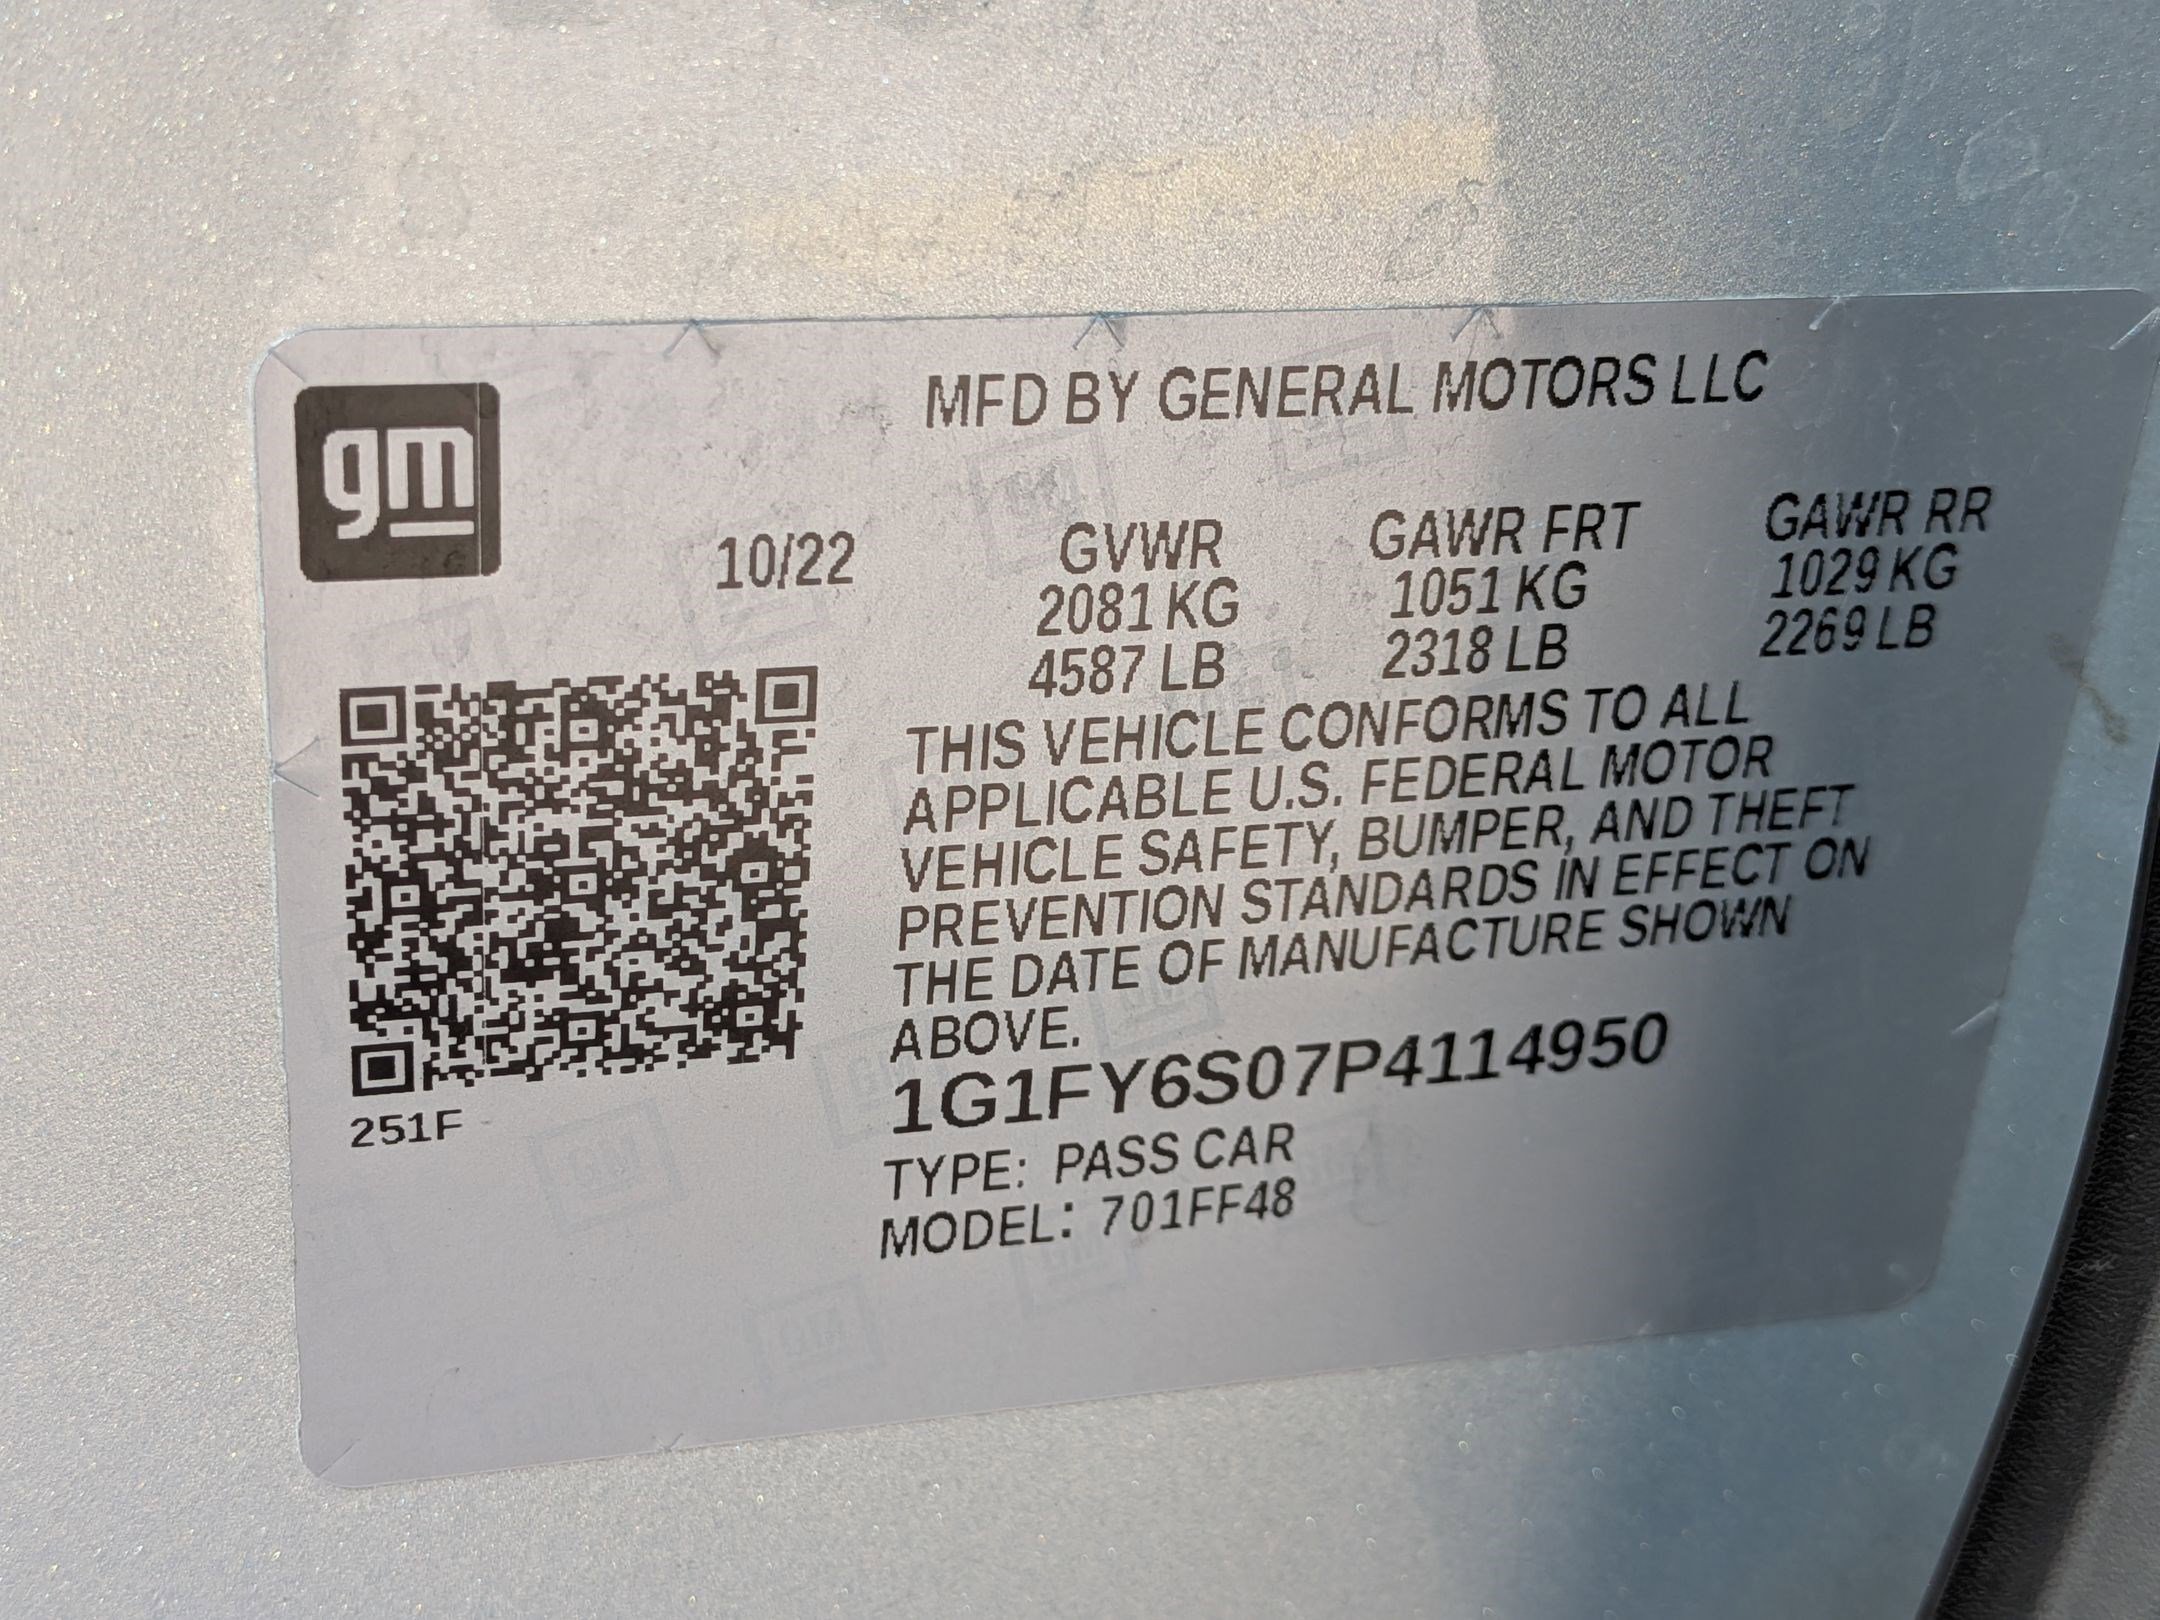 gm
MFD BY GENERAL MOTORS LLC
10/22
GVWR GAWR FRT GAWR RR
2081 KG 1051 KG 1029 KG
4587 LB 2318 LB 2269 LB
THIS VEHICLE CONFORMS TO ALL
APPLICABLE U.S. FEDERAL MOTOR
VEHICLE SAFETY, BUMPER, AND THEFT
PREVENTION STANDARDS IN EFFECT ON
THE DATE OF MANUFACTURE SHOWN
ABOVE.
1G1FY6S07P4114950
251F
TYPE: PASS CAR
MODEL: 701FF48